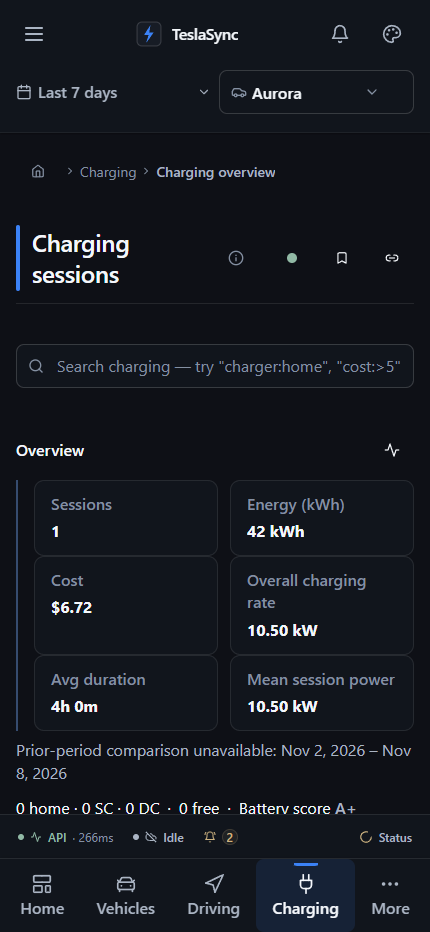 TeslaSync
Last 7 days
Aurora
Charging
Charging overview
Charging
sessions
Search charging — try "charger:home", "cost:>5"
Overview
Sessions
1
Energy (kWh)
42 kWh
Cost
$6.72
Overall charging
rate
10.50 kW
Avg duration
4h 0m
Mean session power
10.50 kW
Prior-period comparison unavailable: Nov 2, 2026 – Nov
8, 2026
0 home · 0 SC · 0 DC · 0 free · Battery score A+
API · 266ms
Idle
2
Status
Home
Vehicles
Driving
Charging
More